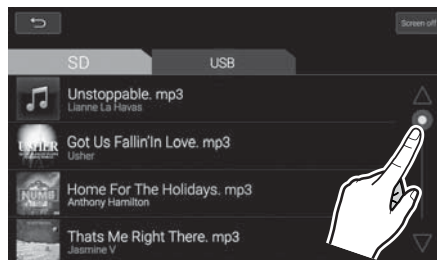 Screen off
SD
USB
Unstoppable. mp3
Lianne La Havas
USHER
Got Us Fallin'In Love. mp3
Usher
Home For The Holidays. mp3
Anthony Hamilton
Thats Me Right There. mp3
Jasmine V